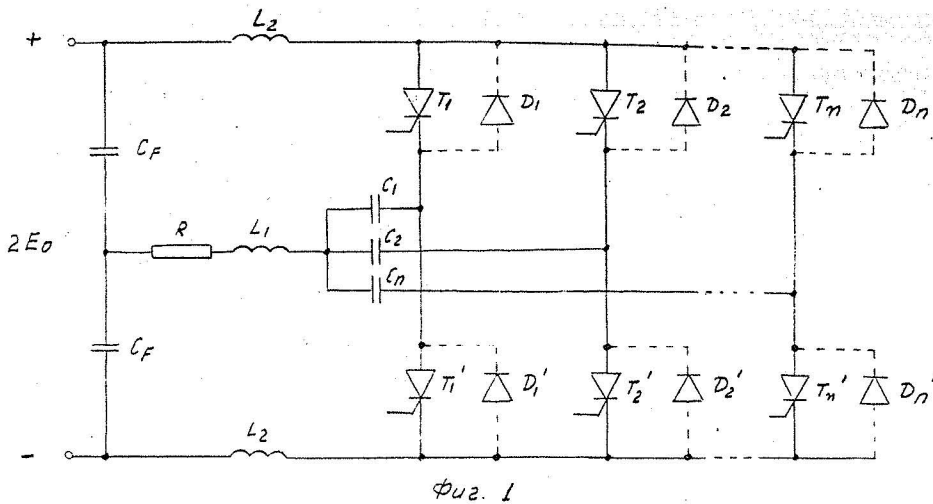 L2
+
T1
D1
T2
D2
Tn
Dn
CF
C1
2E0
R
L1
C2
Cn
CF
T1'
D1'
T2'
D2'
Tn'
Dn'
L2
-
Фиг. 1